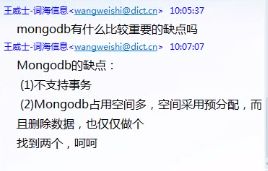 王威士-词海信息<wangweishi@dict.cn> 10:05:37
mongodb有什么比较重要的缺点吗
王威士-词海信息<wangweishi@dict.cn> 10:07:07
Mongodb的缺点：
(1)不支持事务
(2)Mongodb占用空间多，空间采用预分配，而
且删除数据，也仅仅做个
找到两个，呵呵